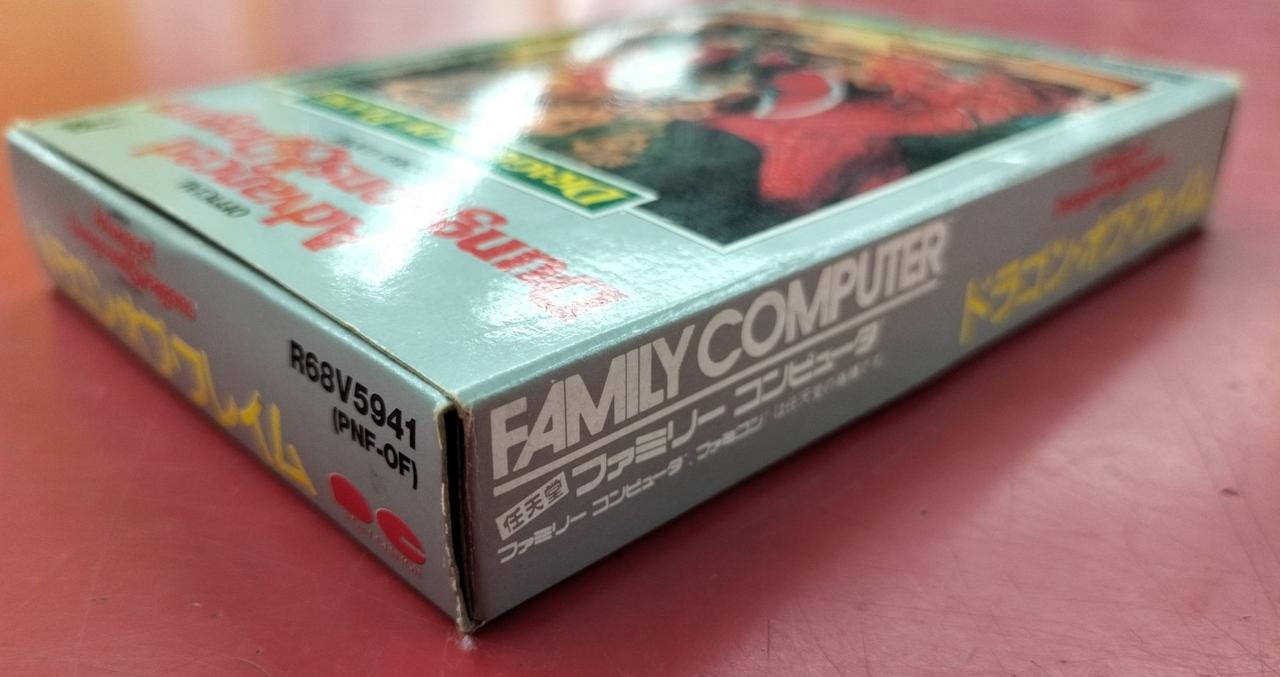 OFFICIAL
Advanced
Dungeons & Dragons
FAMILY COMPUTER
任天堂 ファミリー コンピュータ
ファミリー コンピュータ、ファミコンは任天堂の商標です。
ドラゴン・オブ・フレイム
R68V5941
(PNF-OF)
ドラゴン・オブ・フレイム